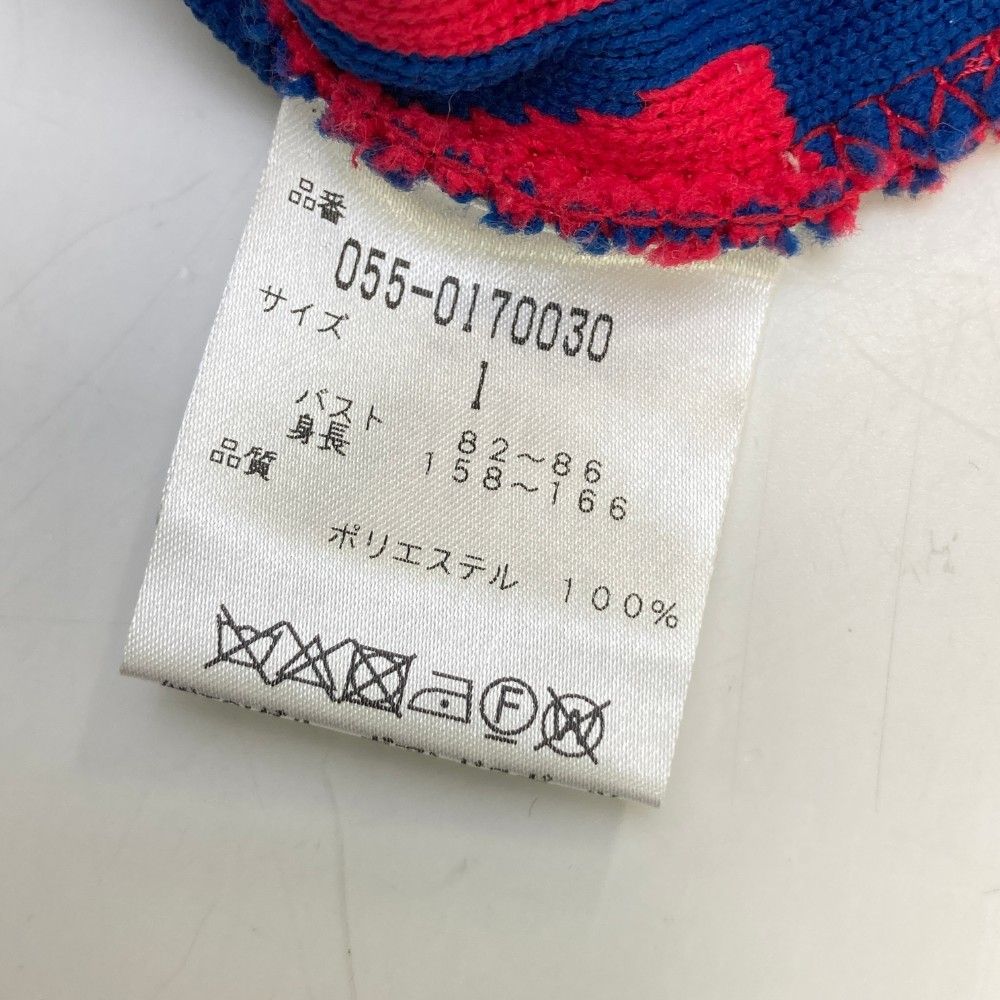 品番
055-0170030
サイズ
1
バスト 82～86
身長 158～166
品質
ポリエステル 100%
F W